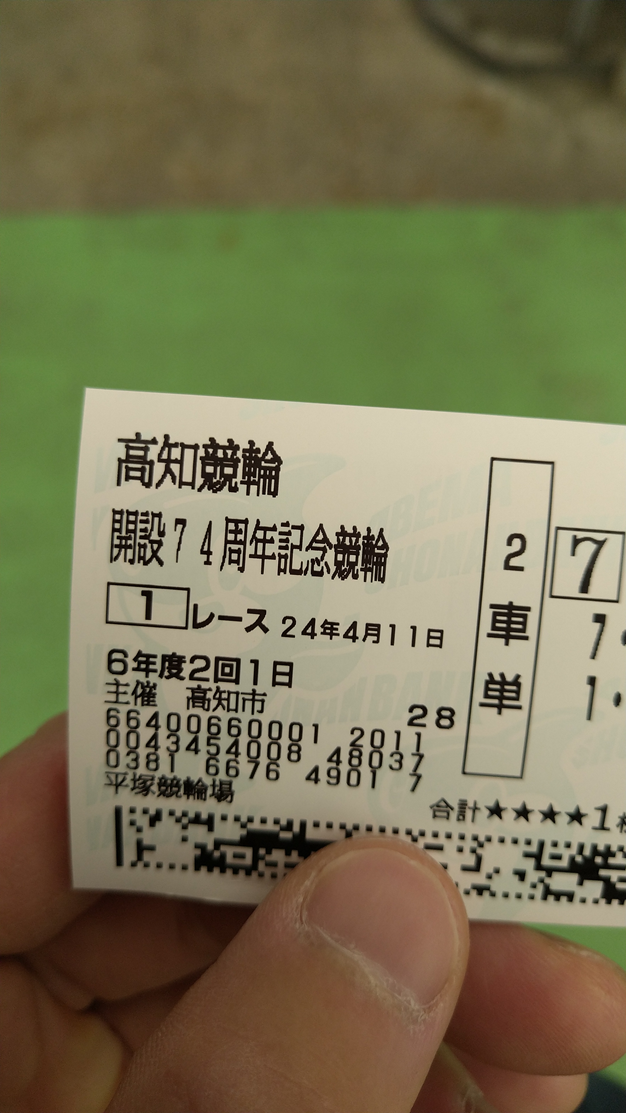 高知競輪
開設74周年記念競輪
1 レース 24年4月11日
6年度2回1日
主催 高知市
28
66400660001 2011
0043454008 48037
0381 6676 4901 7
平塚競輪場
2車単
7
合計★★★★1枚